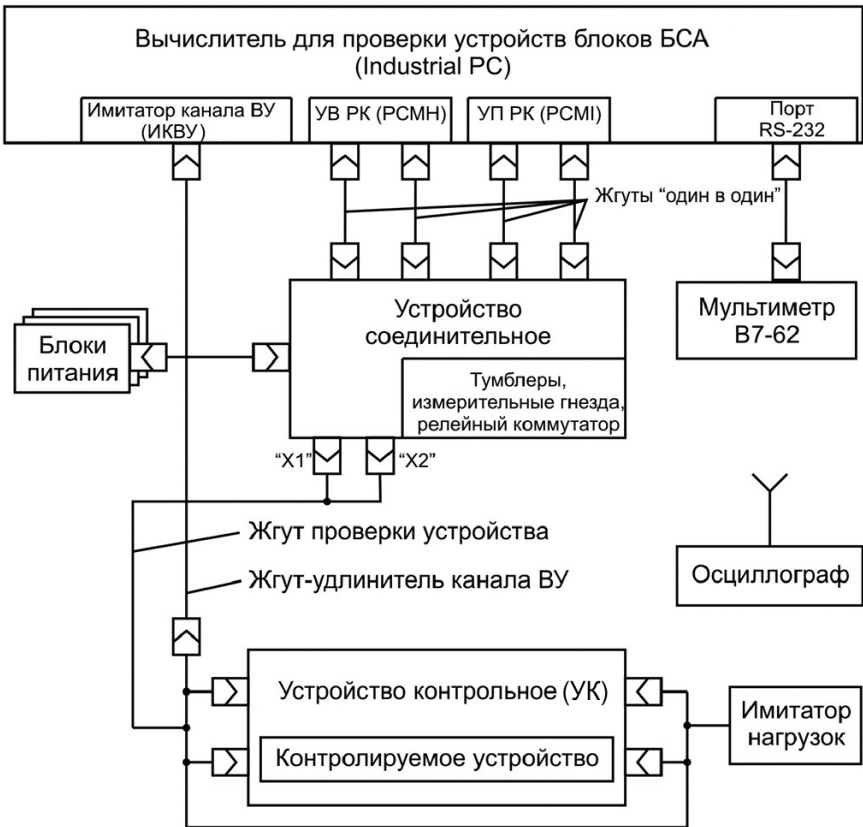 Вычислитель для проверки устройств блоков БСА
(Industrial PC)
Имитатор канала ВУ
(ИКВУ)
УВ РК (PCMH)
УП РК (PCMI)
Порт
RS-232
Жгуты “один в один”
Устройство
соединительное
Мультиметр
В7-62
Блоки
питания
Тумблеры,
измерительные гнезда,
релейный коммутатор
“X1”
“X2”
Жгут проверки устройства
Жгут-удлинитель канала ВУ
Осциллограф
Устройство контрольное (УК)
Имитатор
нагрузок
Контролируемое устройство